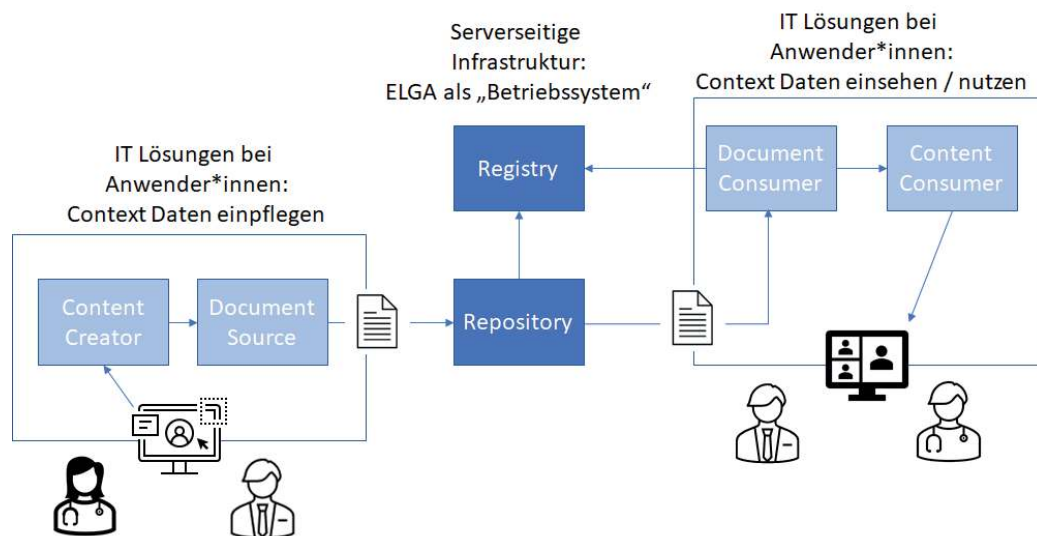 Serverseitige
Infrastruktur:
ELGA als „Betriebssystem“
IT Lösungen bei
Anwender*innen:
Context Daten einsehen / nutzen
IT Lösungen bei
Anwender*innen:
Context Daten einpflegen
Registry
Document
Consumer
Content
Consumer
Content
Creator
Document
Source
Repository